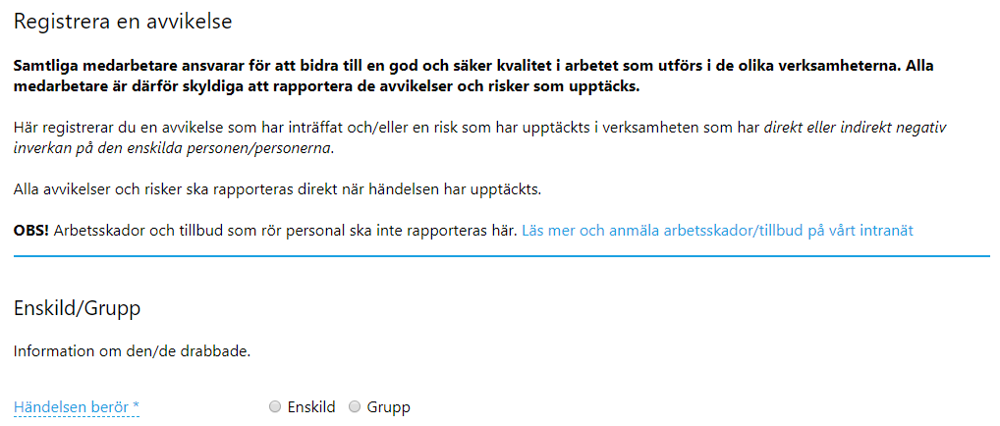 Registrera en avvikelse
Samtliga medarbetare ansvarar för att bidra till en god och säker kvalitet i arbetet som utförs i de olika verksamheterna. Alla
medarbetare är därför skyldiga att rapportera de avvikelser och risker som upptäcks.
Här registrerar du en avvikelse som har inträffat och/eller en risk som har upptäckts i verksamheten som har direkt eller indirekt negativ
inverkan på den enskilda personen/personerna.
Alla avvikelser och risker ska rapporteras direkt när händelsen har upptäckts.
OBS! Arbetsskador och tillbud som rör personal ska inte rapporteras här. Läs mer och anmäla arbetsskador/tillbud på vårt intranät
Enskild/Grupp
Information om den/de drabbade.
Händelsen berör * Enskild Grupp